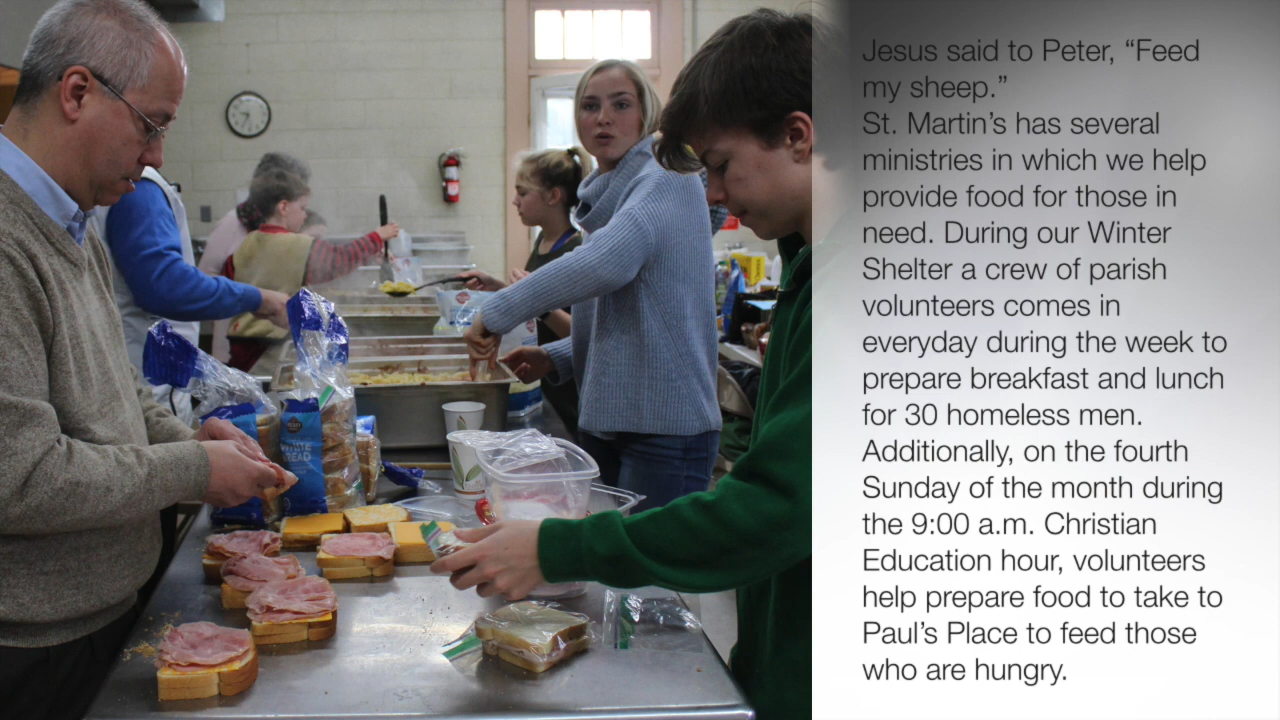 Jesus said to Peter, “Feed
my sheep.”
St. Martin’s has several
ministries in which we help
provide food for those in
need. During our Winter
Shelter a crew of parish
volunteers comes in
everyday during the week to
prepare breakfast and lunch
for 30 homeless men.
Additionally, on the fourth
Sunday of the month during
the 9:00 a.m. Christian
Education hour, volunteers
help prepare food to take to
Paul’s Place to feed those
who are hungry.
WHITE
BREAD